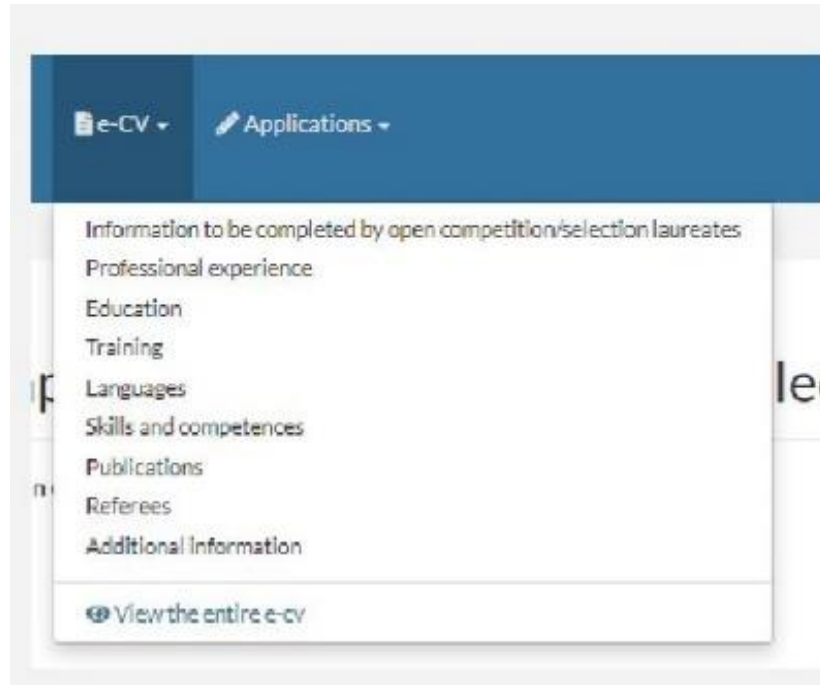 e-CV Applications
Information to be completed by open competition/selection laureates
Professional experience
Education
Training
Languages
Skills and competences
Publications
Referees
Additional information
View the entire e-cv